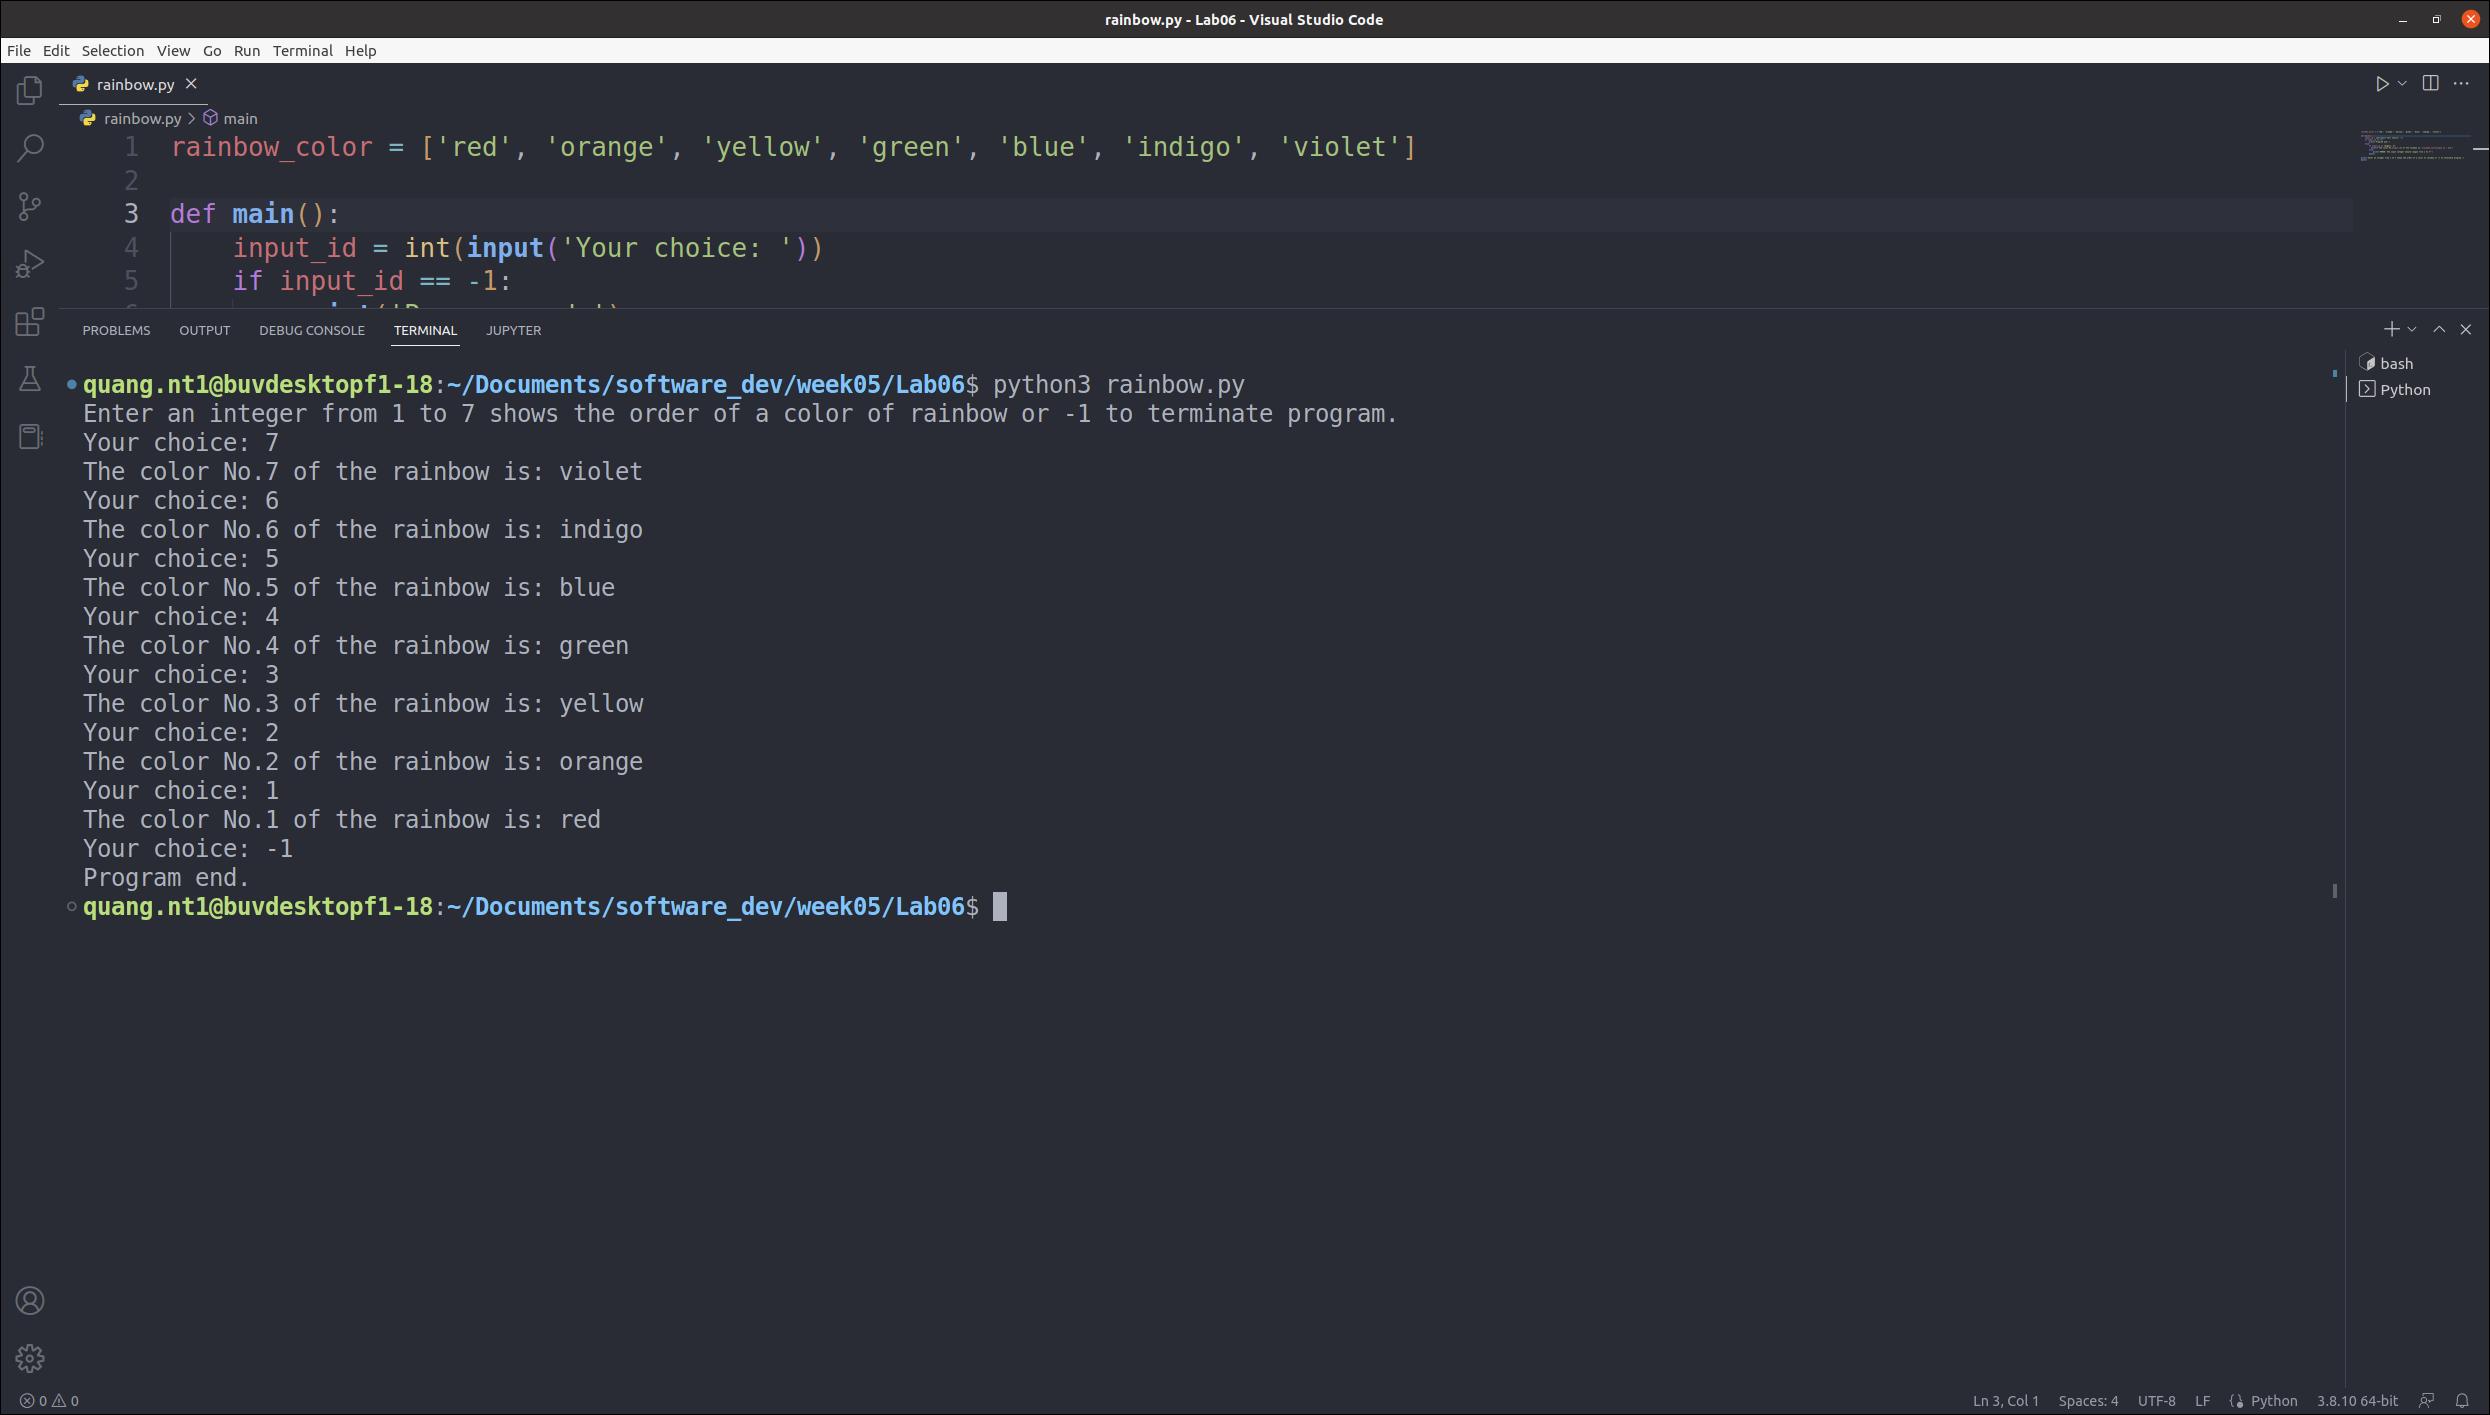 rainbow.py - Lab06 - Visual Studio Code
File Edit Selection View Go Run Terminal Help
rainbow.py
rainbow.py > main
1 rainbow_color = ['red', 'orange', 'yellow', 'green', 'blue', 'indigo', 'violet']
2
3 def main():
4 input_id = int(input('Your choice: '))
5 if input_id == -1:
PROBLEMS OUTPUT DEBUG CONSOLE TERMINAL JUPYTER
bash
Python
quang.nt1@buvdesktopf1-18:~/Documents/software_dev/week05/Lab06$ python3 rainbow.py
Enter an integer from 1 to 7 shows the order of a color of rainbow or -1 to terminate program.
Your choice: 7
The color No.7 of the rainbow is: violet
Your choice: 6
The color No.6 of the rainbow is: indigo
Your choice: 5
The color No.5 of the rainbow is: blue
Your choice: 4
The color No.4 of the rainbow is: green
Your choice: 3
The color No.3 of the rainbow is: yellow
Your choice: 2
The color No.2 of the rainbow is: orange
Your choice: 1
The color No.1 of the rainbow is: red
Your choice: -1
Program end.
quang.nt1@buvdesktopf1-18:~/Documents/software_dev/week05/Lab06$
0 0 Ln 3, Col 1 Spaces: 4 UTF-8 LF Python 3.8.10 64-bit